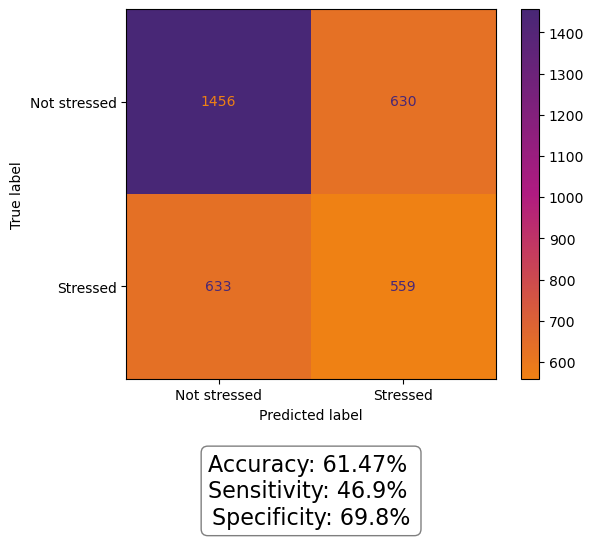 True label
Not stressed
1456
630
Stressed
633
559
Not stressed
Stressed
Predicted label
1400
1300
1200
1100
1000
900
800
700
600
Accuracy: 61.47%
Sensitivity: 46.9%
Specificity: 69.8%